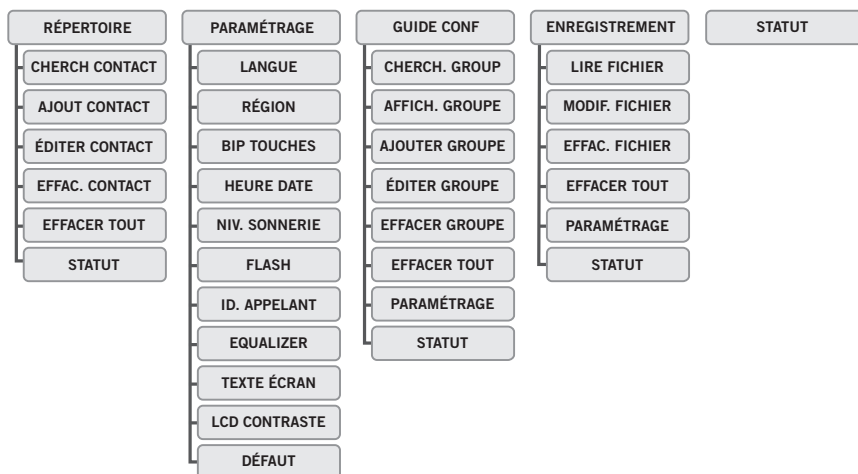 RÉPERTOIRE
CHERCH CONTACT
AJOUT CONTACT
ÉDITER CONTACT
EFFAC. CONTACT
EFFACER TOUT
STATUT
PARAMÉTRAGE
LANGUE
RÉGION
BIP TOUCHES
HEURE DATE
NIV. SONNERIE
FLASH
ID. APPELANT
EQUALIZER
TEXTE ÉCRAN
LCD CONTRASTE
DÉFAUT
GUIDE CONF
CHERCH. GROUP
AFFICH. GROUPE
AJOUTER GROUPE
ÉDITER GROUPE
EFFACER GROUPE
EFFACER TOUT
PARAMÉTRAGE
STATUT
ENREGISTREMENT
LIRE FICHIER
MODIF. FICHIER
EFFAC. FICHIER
EFFACER TOUT
PARAMÉTRAGE
STATUT
STATUT